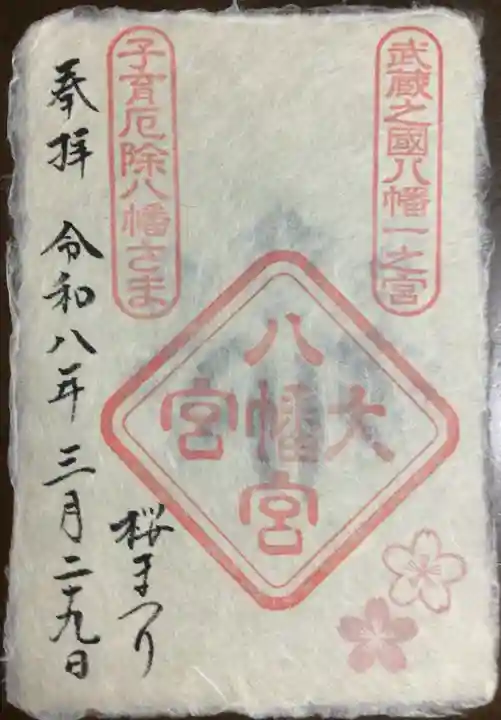 武蔵之國八幡一之宮
八幡宮
大幡宮
子育厄除八幡さま
桜まつり
奉拝 令和八年 三月二十九日